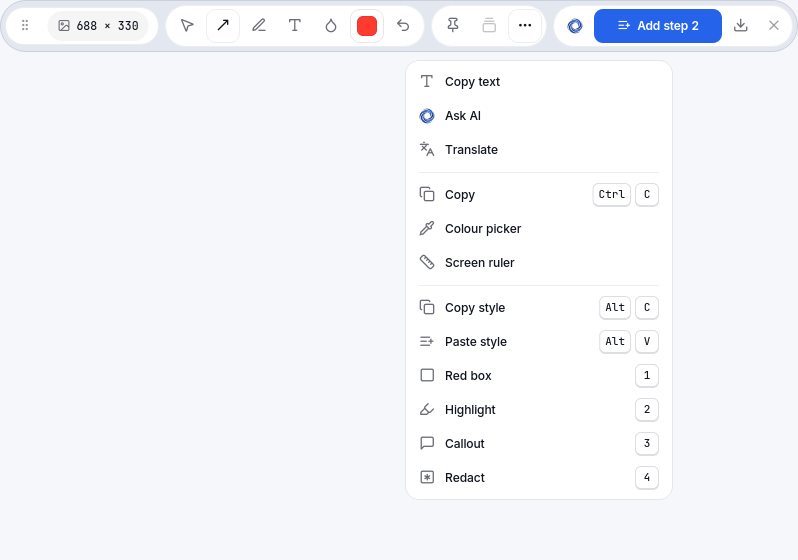 688 × 330
Add step 2
Copy text
Ask AI
Translate
Copy Ctrl C
Colour picker
Screen ruler
Copy style Alt C
Paste style Alt V
Red box 1
Highlight 2
Callout 3
Redact 4